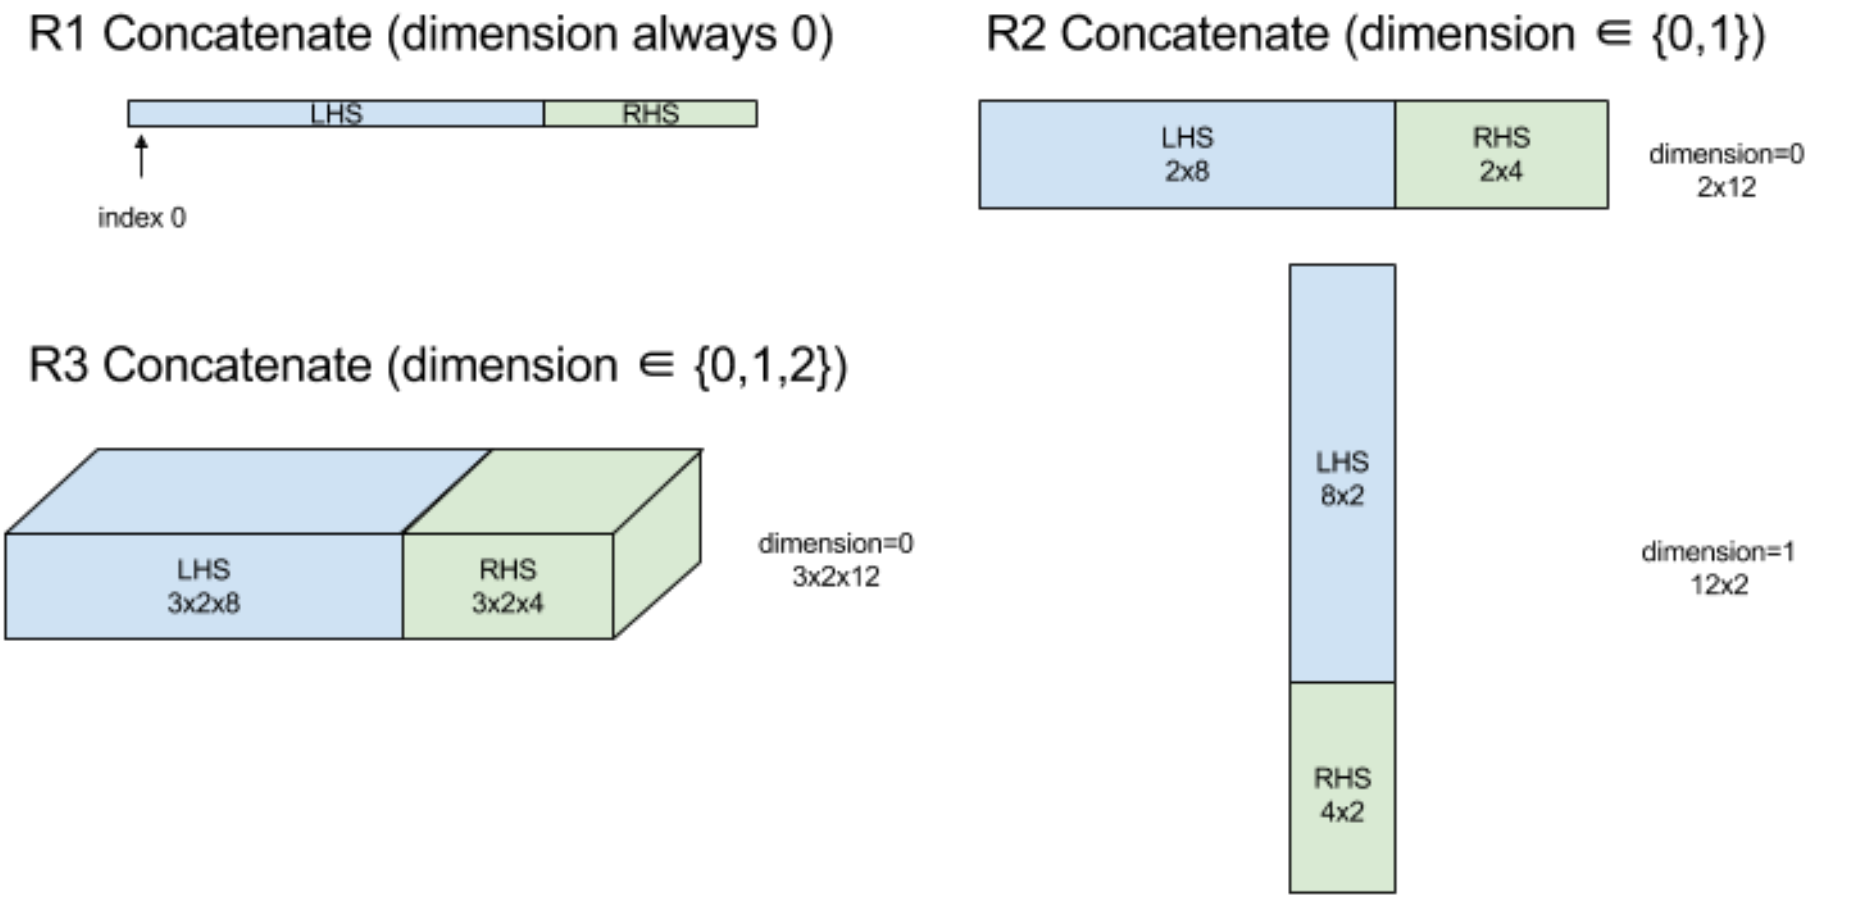 R1 Concatenate (dimension always 0)
LHS
RHS
index 0
R2 Concatenate (dimension ∈ {0,1})
LHS
2x8
RHS
2x4
dimension=0
2x12
LHS
8x2
RHS
4x2
dimension=1
12x2
R3 Concatenate (dimension ∈ {0,1,2})
LHS
3x2x8
RHS
3x2x4
dimension=0
3x2x12